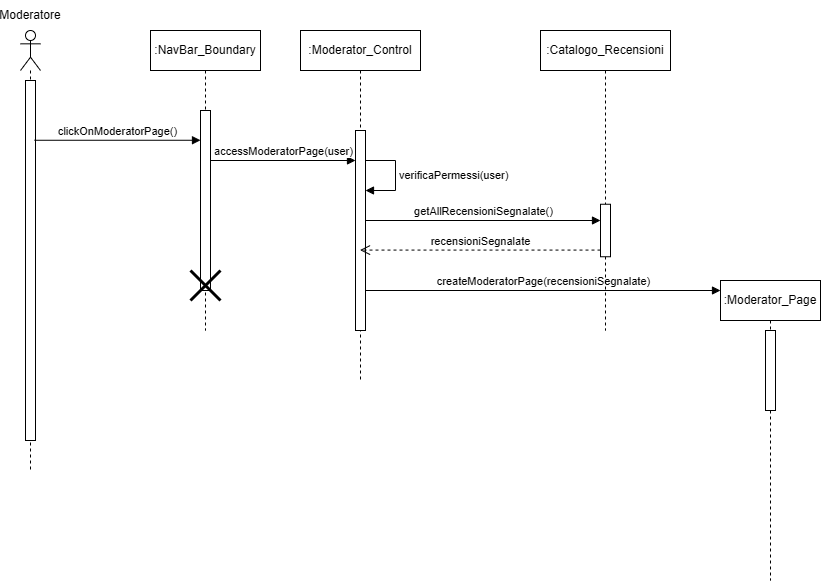 Moderatore
:NavBar_Boundary
:Moderator_Control
:Catalogo_Recensioni
clickOnModeratorPage()
accessModeratorPage(user)
verificaPermessi(user)
getAllRecensioniSegnalate()
recensioniSegnalate
createModeratorPage(recensioniSegnalate)
:Moderator_Page